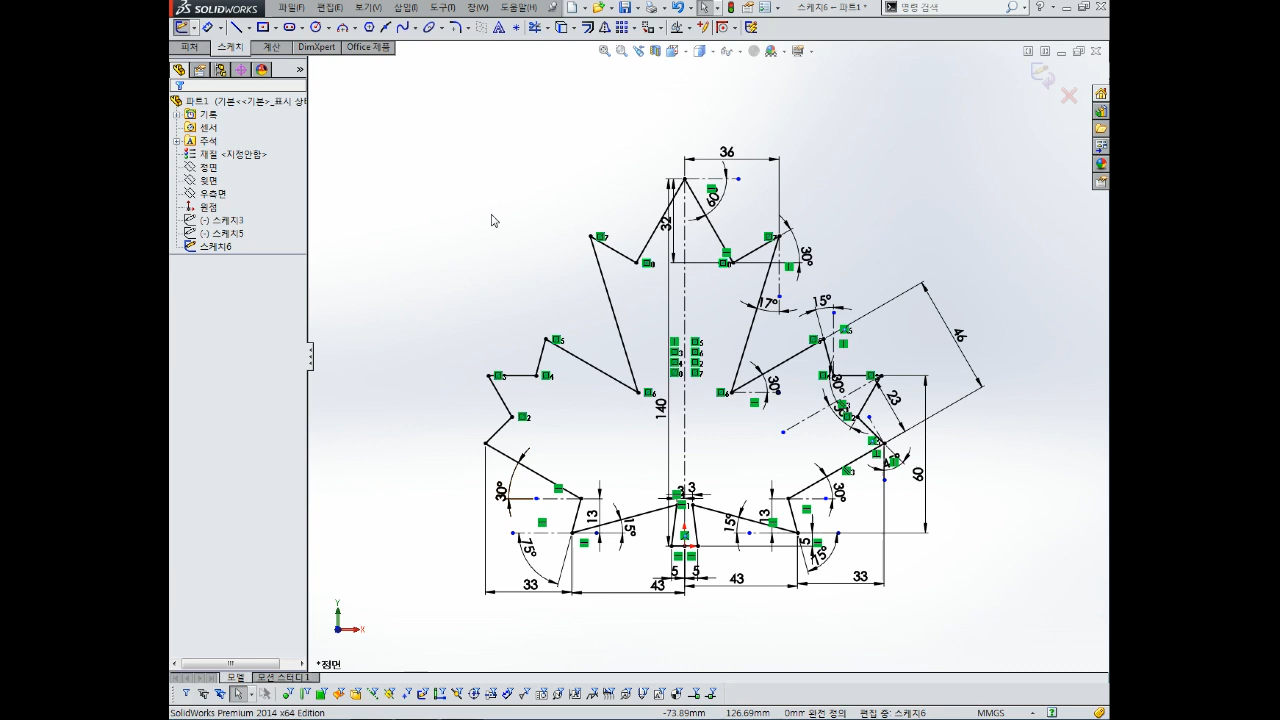 SOLIDWORKS 파일(F) 편집(E) 보기(V) 삽입(I) 도구(T) 창(W) 도움말(H) 스케치6 – 파트1 * 명령 검색
피처 스케치 계산 DimXpert Office 제품
파트1 (기본<<기본>_표시 상태
기록
센서
주석
재질 <지정안함>
정면
윗면
우측면
원점
(-) 스케치3
(-) 스케치5
스케치6
36
60°
32
30°
17°
15°
46
30°
30°
23
140
60
30°
30°
3
13
15°
15°
13
5
75°
75°
5
5
33
43
43
33
Y
X
*정면
모델 모션 스터디 1
SolidWorks Premium 2014 x64 Edition -73.89mm 126.69mm 0mm 완전 정의 편집 중: 스케치6 MMGS